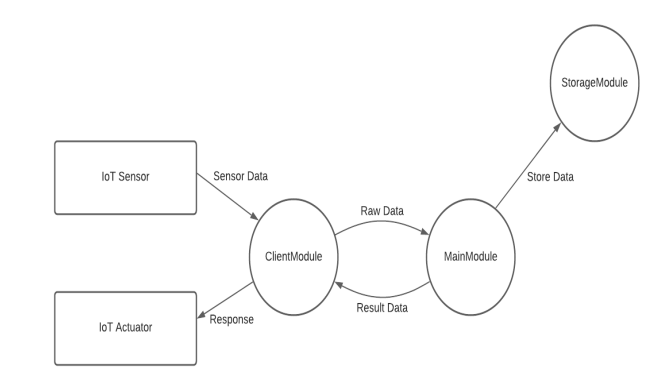 StorageModule
IoT Sensor
Sensor Data
Store Data
Raw Data
ClientModule
MainModule
Result Data
Response
IoT Actuator